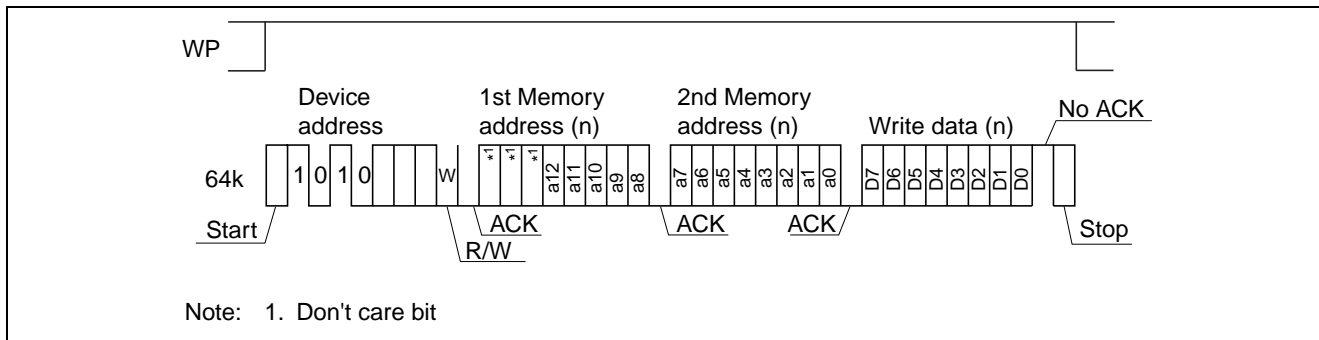 WP
Device address
1st Memory address (n)
2nd Memory address (n)
Write data (n)
No ACK
64k
1 0 1 0
W
*1 *1 *1 a12 a11 a10 a9 a8
a7 a6 a5 a4 a3 a2 a1 a0
D7 D6 D5 D4 D3 D2 D1 D0
Start
ACK
ACK
ACK
Stop
R/W
Note: 1. Don't care bit